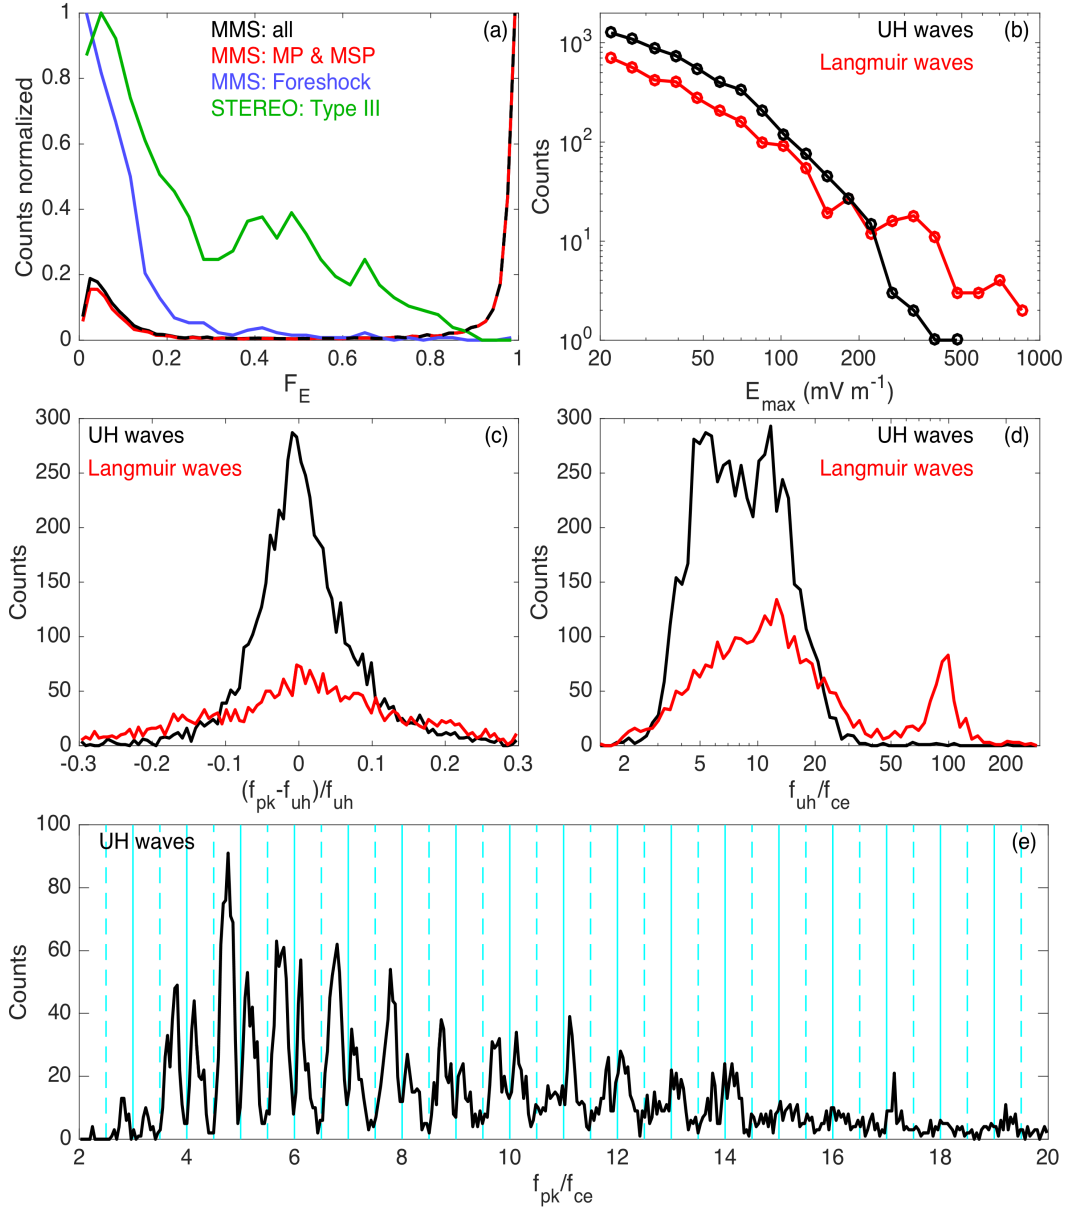 MMS: all
(a)
MMS: MP & MSP
MMS: Foreshock
STEREO: Type III
Counts normalized
1
0.8
0.6
0.4
0.2
0
0 0.2 0.4 0.6 0.8 1
F_E
UH waves
(b)
Langmuir waves
Counts
10^3
10^2
10^1
10^0
20 50 100 200 500 1000
E_max (mV m^-1)
UH waves
(c)
Langmuir waves
Counts
300
250
200
150
100
50
0
-0.3 -0.2 -0.1 0 0.1 0.2 0.3
(f_pk-f_uh)/f_uh
UH waves
(d)
Langmuir waves
Counts
300
250
200
150
100
50
0
2 5 10 20 50 100 200
f_uh/f_ce
UH waves
(e)
Counts
100
80
60
40
20
0
2 4 6 8 10 12 14 16 18 20
f_pk/f_ce